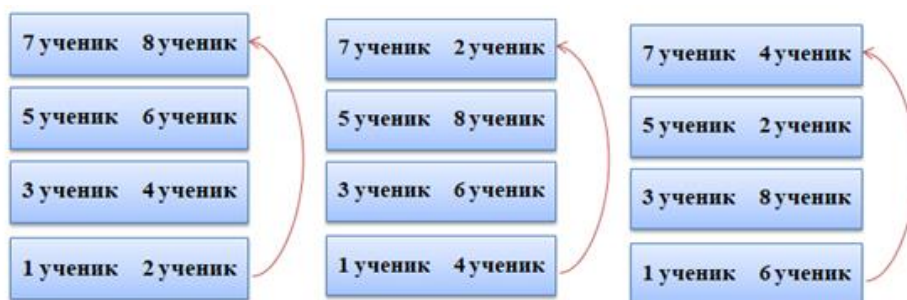 7 ученик 8 ученик
5 ученик 6 ученик
3 ученик 4 ученик
1 ученик 2 ученик
7 ученик 2 ученик
5 ученик 8 ученик
3 ученик 6 ученик
1 ученик 4 ученик
7 ученик 4 ученик
5 ученик 2 ученик
3 ученик 8 ученик
1 ученик 6 ученик